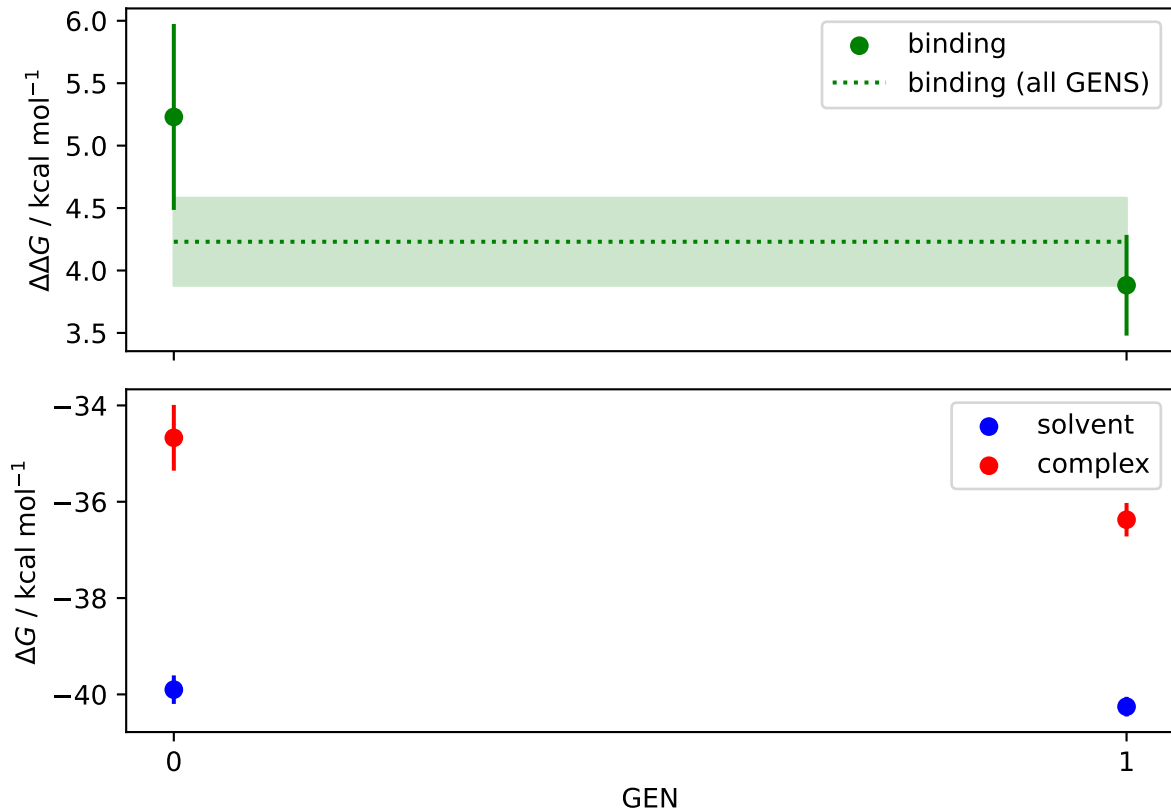 6.0
5.5
5.0
4.5
4.0
3.5
ΔΔG / kcal mol⁻¹
binding
binding (all GENS)
−34
−36
−38
−40
ΔG / kcal mol⁻¹
solvent
complex
0
1
GEN